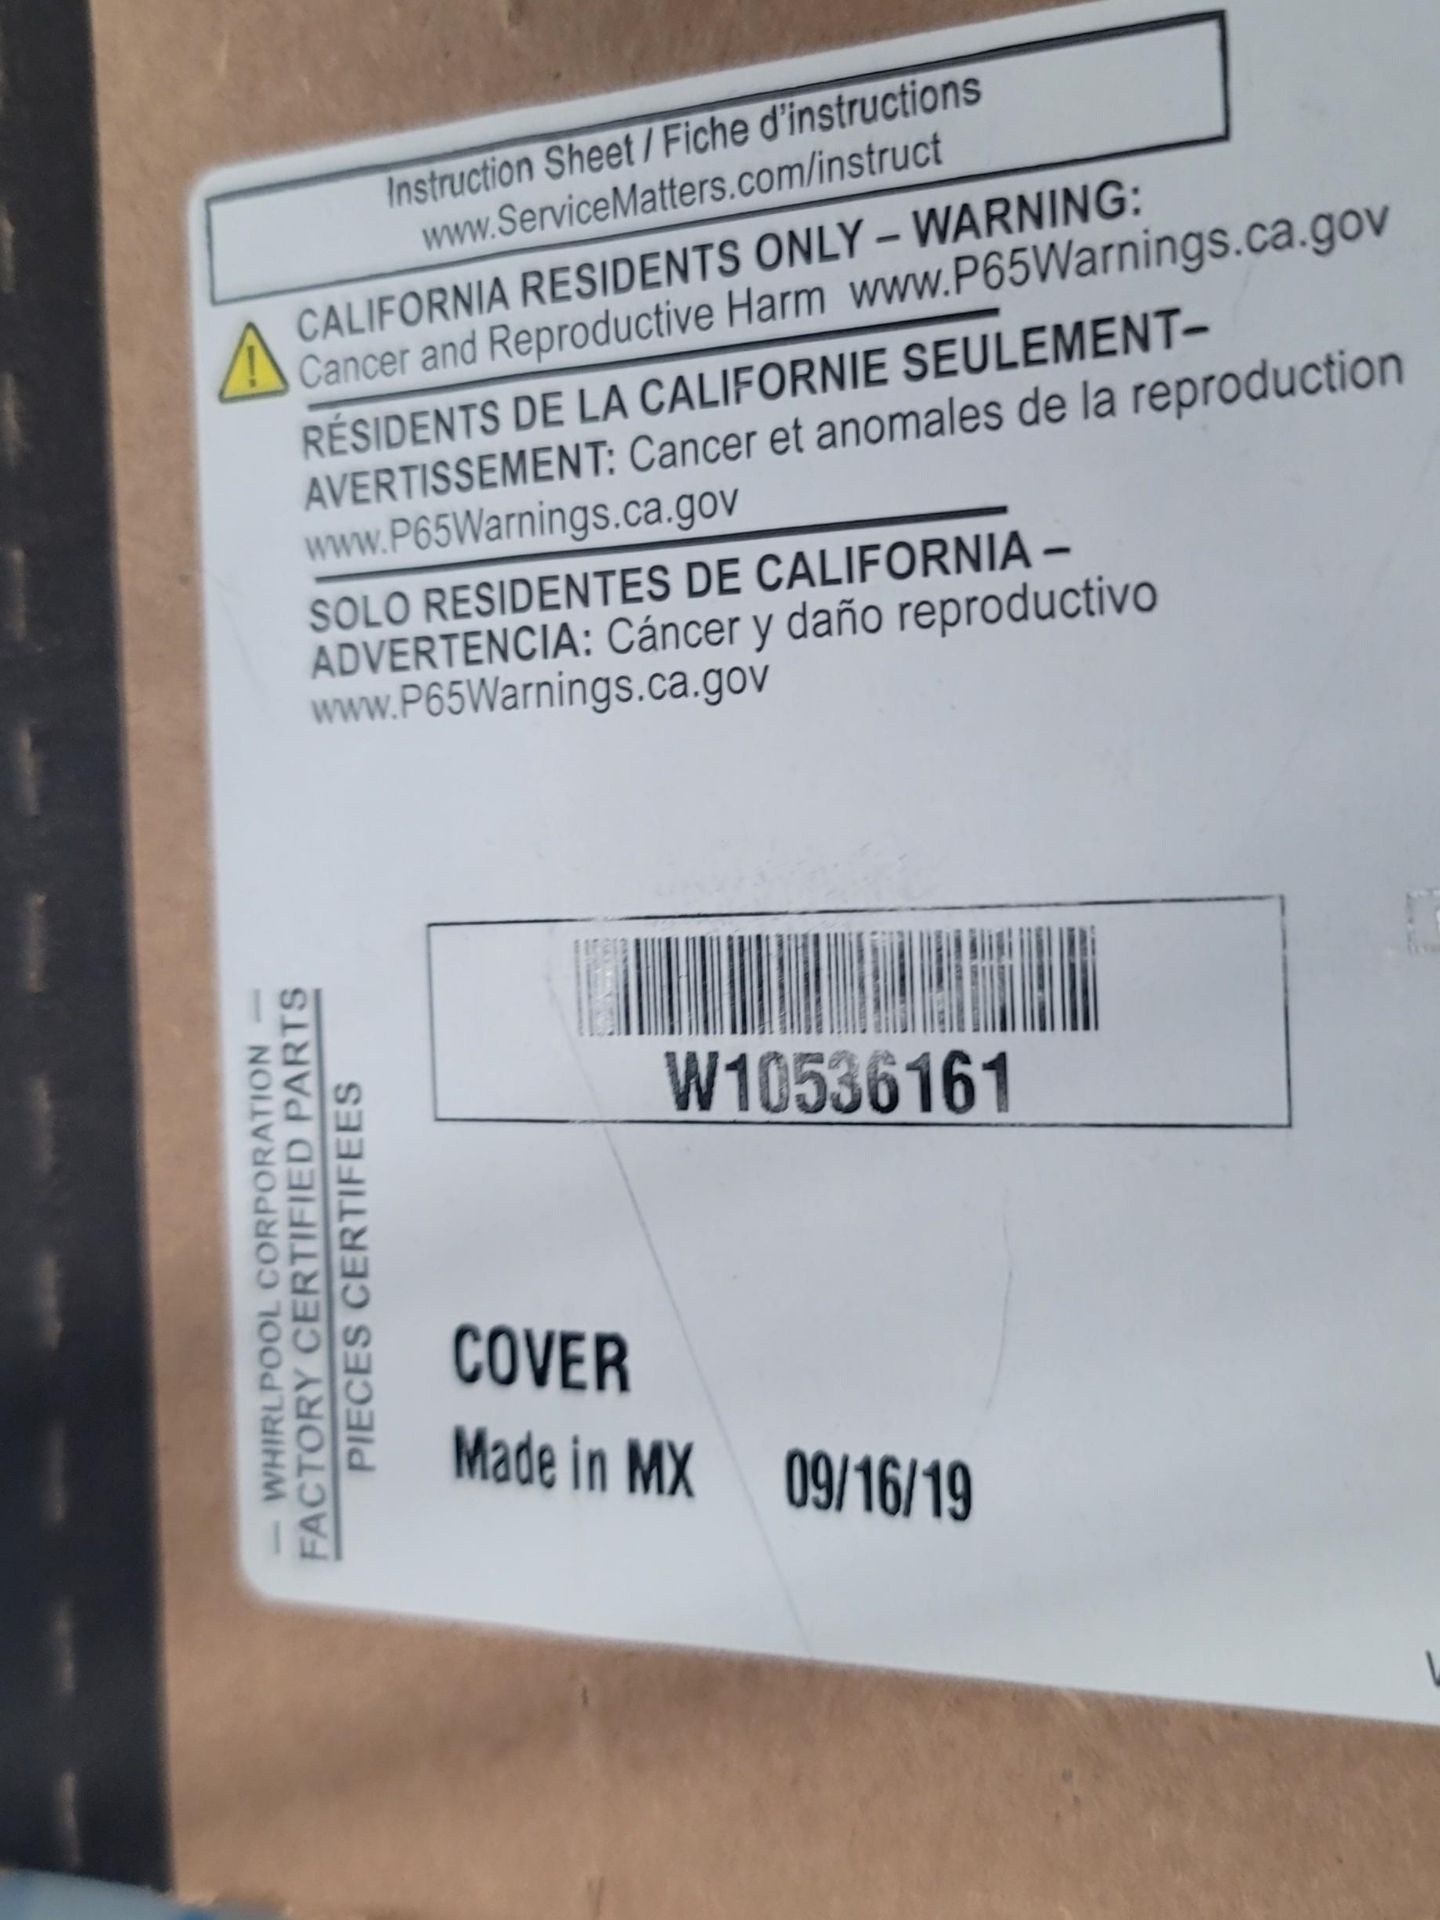 Instruction Sheet / Fiche d'instructions
www.ServiceMatters.com/instruct
CALIFORNIA RESIDENTS ONLY – WARNING:
Cancer and Reproductive Harm www.P65Warnings.ca.gov
RÉSIDENTS DE LA CALIFORNIE SEULEMENT–
AVERTISSEMENT: Cancer et anomales de la reproduction
www.P65Warnings.ca.gov
SOLO RESIDENTES DE CALIFORNIA –
ADVERTENCIA: Cáncer y daño reproductivo
www.P65Warnings.ca.gov
W10536161
COVER
Made in MX 09/16/19
— WHIRLPOOL CORPORATION —
FACTORY CERTIFIED PARTS
PIECES CERTIFEES